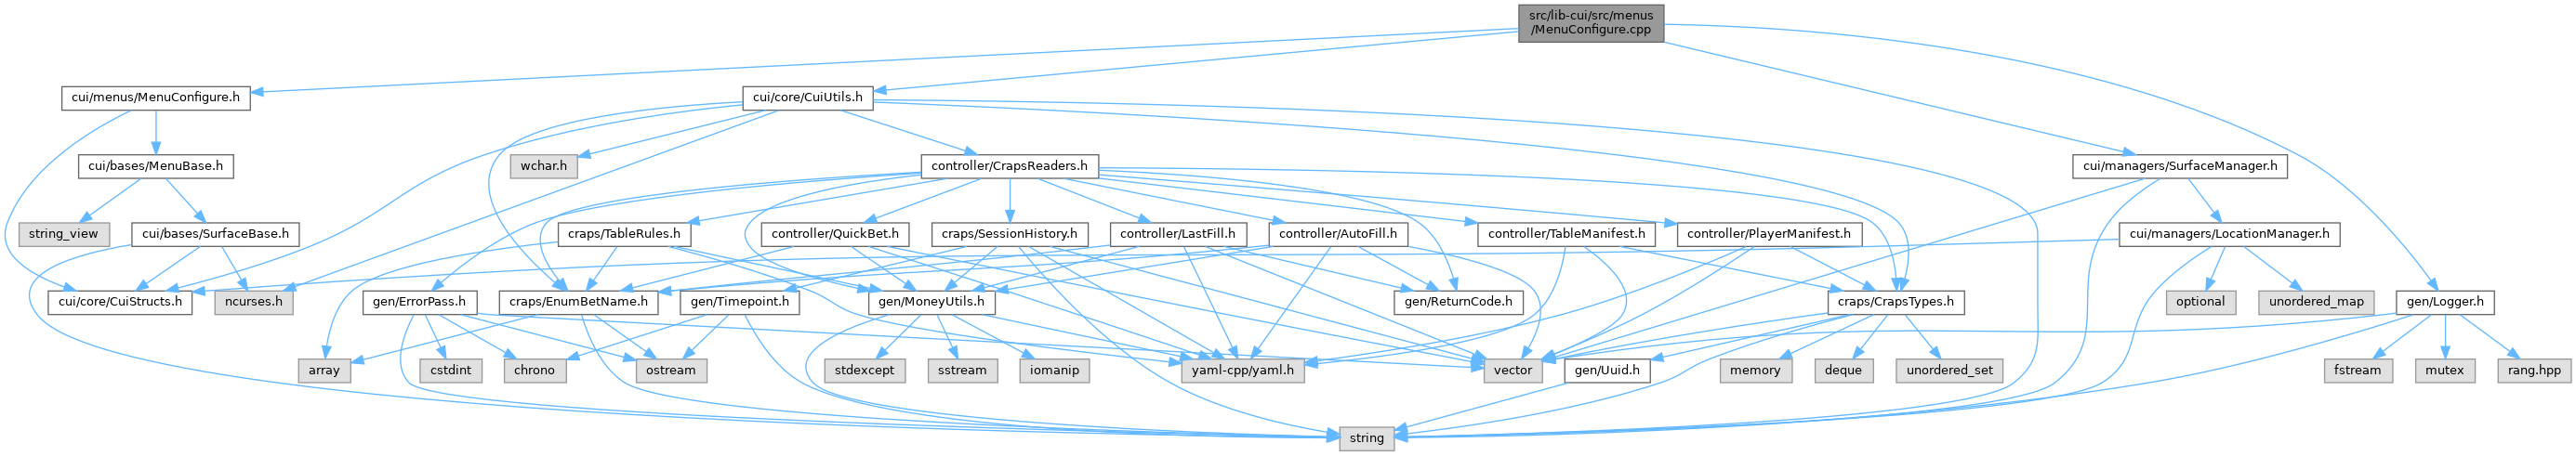 src/lib-cui/src/menus
/MenuConfigure.cpp
cui/menus/MenuConfigure.h
cui/core/CuiUtils.h
cui/bases/MenuBase.h
wchar.h
controller/CrapsReaders.h
cui/managers/SurfaceManager.h
string_view
cui/bases/SurfaceBase.h
craps/TableRules.h
controller/QuickBet.h
craps/SessionHistory.h
controller/LastFill.h
controller/AutoFill.h
controller/TableManifest.h
controller/PlayerManifest.h
cui/managers/LocationManager.h
cui/core/CuiStructs.h
ncurses.h
gen/ErrorPass.h
craps/EnumBetName.h
gen/Timepoint.h
gen/MoneyUtils.h
gen/ReturnCode.h
craps/CrapsTypes.h
optional
unordered_map
gen/Logger.h
array
cstdint
chrono
ostream
stdexcept
sstream
iomanip
yaml-cpp/yaml.h
vector
gen/Uuid.h
memory
deque
unordered_set
fstream
mutex
rang.hpp
string